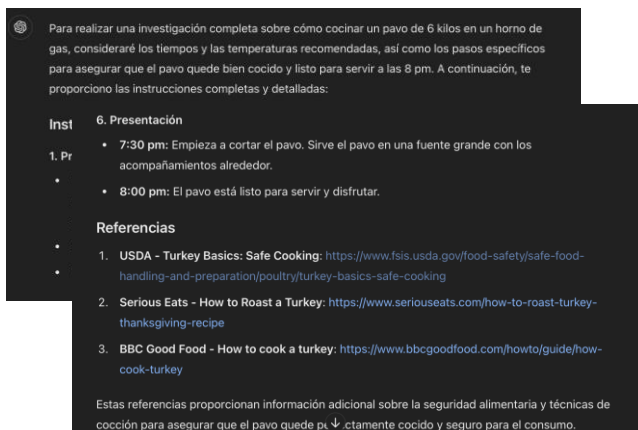 Para realizar una investigación completa sobre cómo cocinar un pavo de 6 kilos en un horno de
gas, consideraré los tiempos y las temperaturas recomendadas, así como los pasos específicos
para asegurar que el pavo quede bien cocido y listo para servir a las 8 pm. A continuación, te
proporciono las instrucciones completas y detalladas:
Inst
1. Pr
6. Presentación
• 7:30 pm: Empieza a cortar el pavo. Sirve el pavo en una fuente grande con los
acompañamientos alrededor.
• 8:00 pm: El pavo está listo para servir y disfrutar.
Referencias
1. USDA - Turkey Basics: Safe Cooking: https://www.fsis.usda.gov/food-safety/safe-food-
handling-and-preparation/poultry/turkey-basics-safe-cooking
2. Serious Eats - How to Roast a Turkey: https://www.seriouseats.com/how-to-roast-turkey-
thanksgiving-recipe
3. BBC Good Food - How to cook a turkey: https://www.bbcgoodfood.com/howto/guide/how-
cook-turkey
Estas referencias proporcionan información adicional sobre la seguridad alimentaria y técnicas de
cocción para asegurar que el pavo quede ctamente cocido y seguro para el consumo.